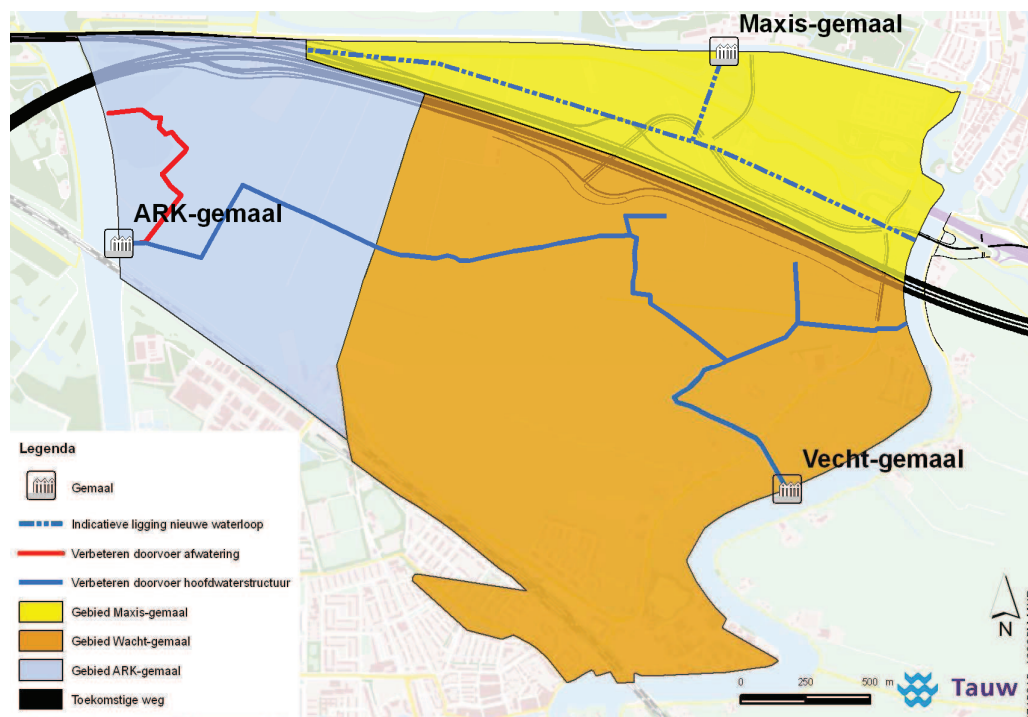 Maxis-gemaal
ARK-gemaal
Vecht-gemaal
Legenda
Gemaal
Indicatieve ligging nieuwe waterloop
Verbeteren doorvoer afwatering
Verbeteren doorvoer hoofdwaterstructuur
Gebied Maxis-gemaal
Gebied Wacht-gemaal
Gebied ARK-gemaal
Toekomstige weg
N
0 250 500 m
Tauw